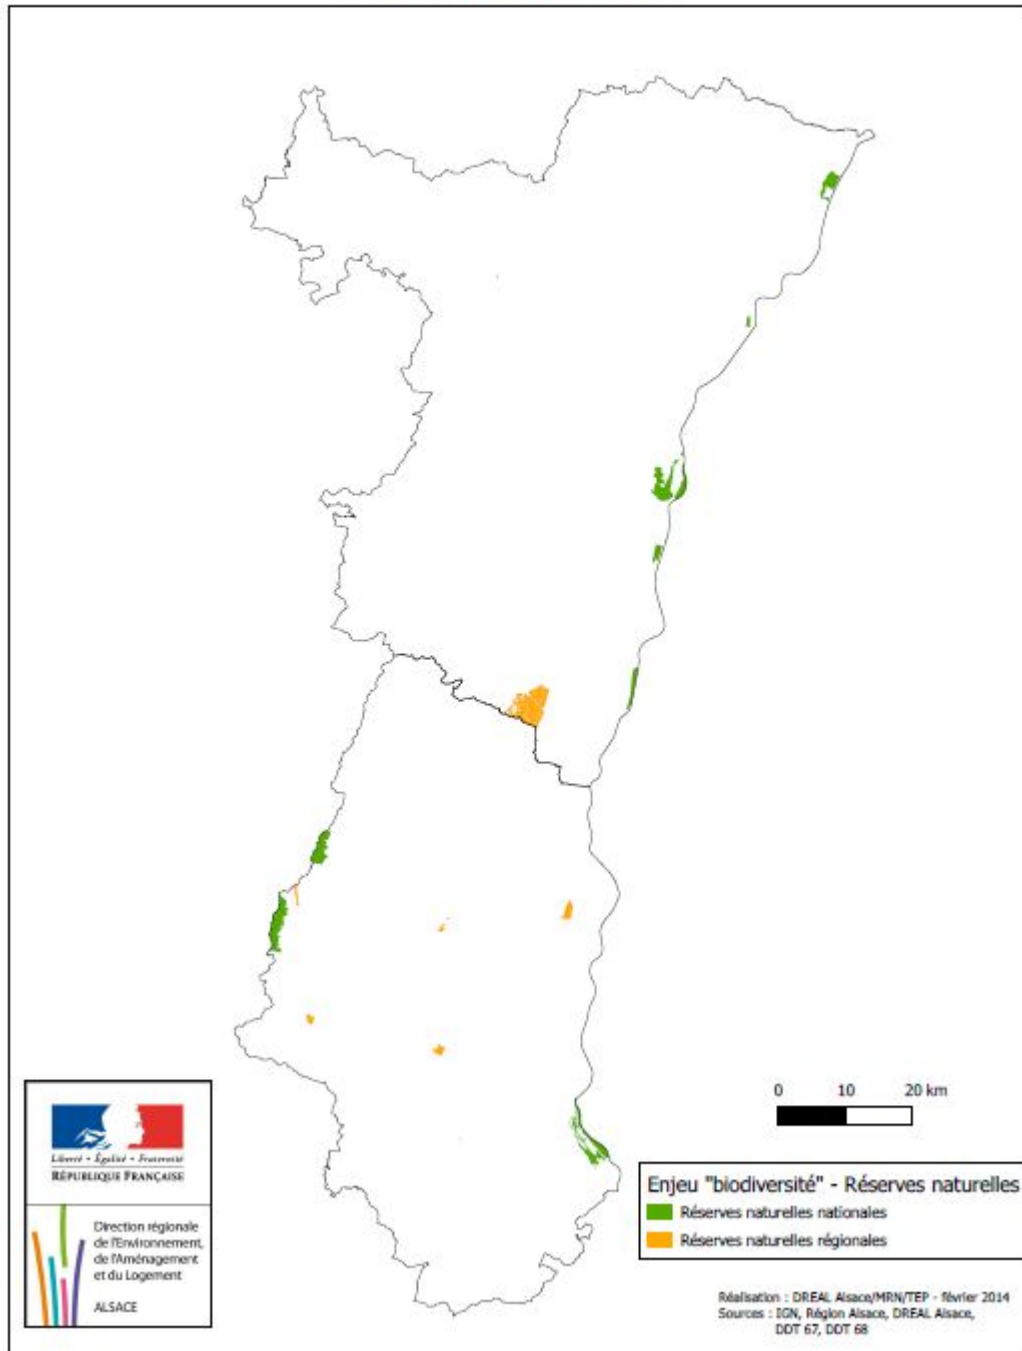 0 10 20 km
Enjeu "biodiversité" - Réserves naturelles
Réserves naturelles nationales
Réserves naturelles régionales
Liberté • Égalité • Fraternité
RÉPUBLIQUE FRANÇAISE
Direction régionale
de l'Environnement,
de l'Aménagement
et du Logement
ALSACE
Réalisation : DREAL Alsace/MRN/TEP - février 2014
Sources : IGN, Région Alsace, DREAL Alsace,
DDT 67, DDT 68